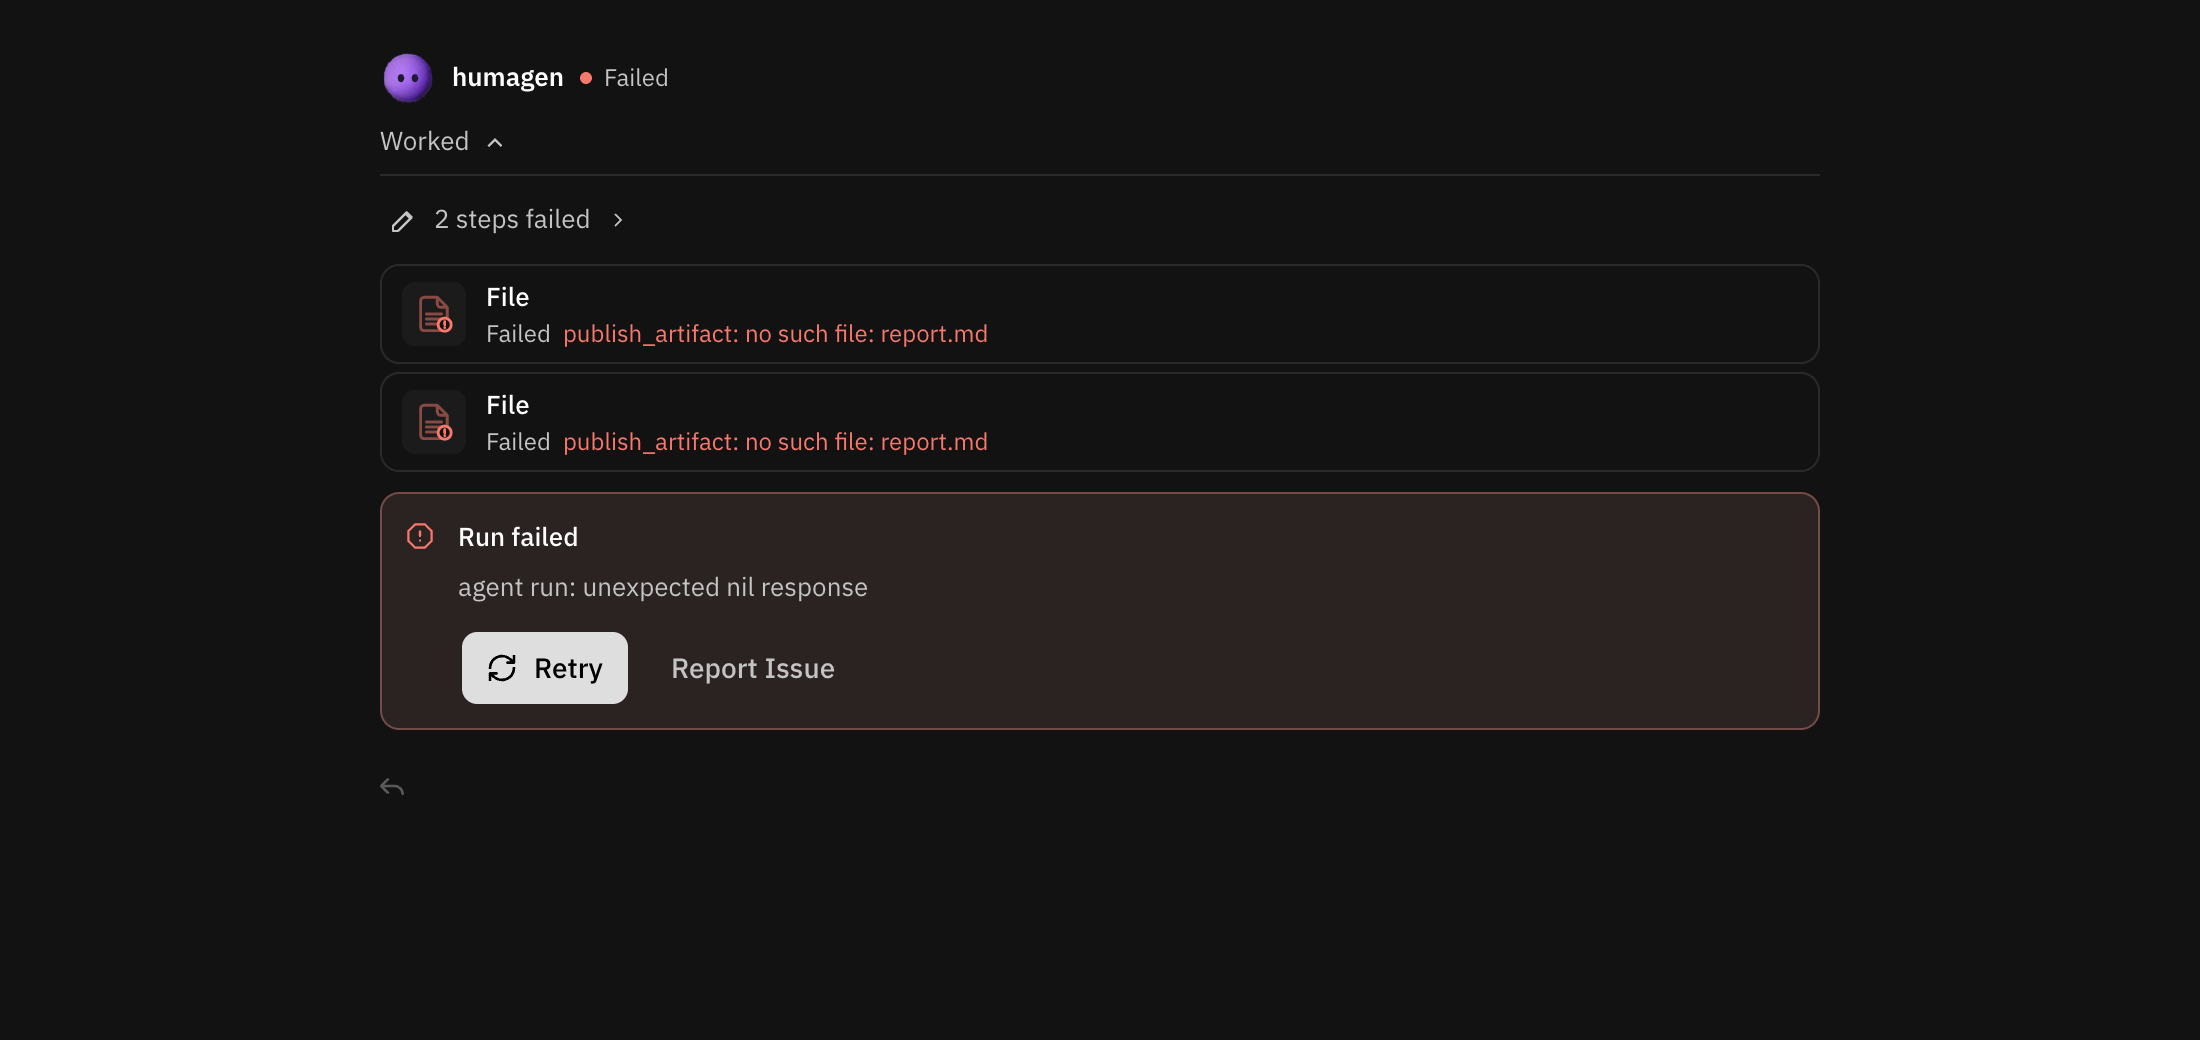 humagen Failed
Worked
2 steps failed
File
Failed publish_artifact: no such file: report.md
File
Failed publish_artifact: no such file: report.md
Run failed
agent run: unexpected nil response
Retry Report Issue